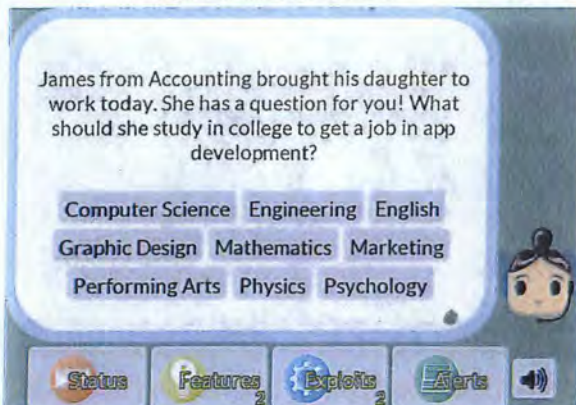 James from Accounting brought his daughter to
work today. She has a question for you! What
should she study in college to get a job in app
development?
Computer Science Engineering English
Graphic Design Mathematics Marketing
Performing Arts Physics Psychology
Status Features Exploits Alerts
2 2